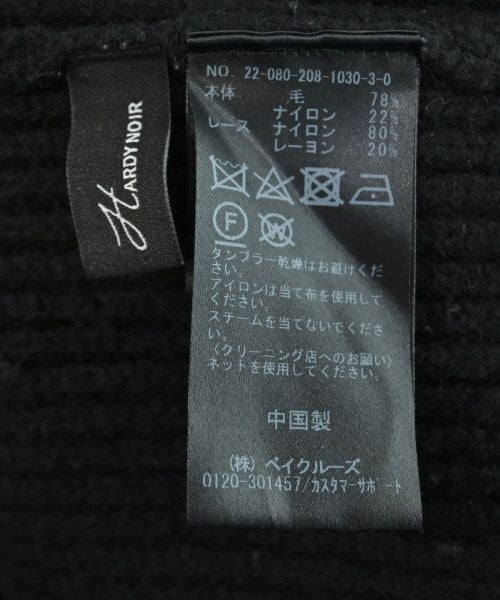 HARDY NOIR
NO. 22-080-208-1030-3-0
本体 毛 78%
ナイロン 22%
レース ナイロン 80%
レーヨン 20%
F
W
タンブラー乾燥はお避けくだ
さい。
アイロンは当て布を使用して
ください。
スチームを当てないでくださ
い。
〈クリーニング店へのお願い〉
ネットを使用してください。
中国製
(株) ベイクルーズ
0120-301457/カスタマーサポート